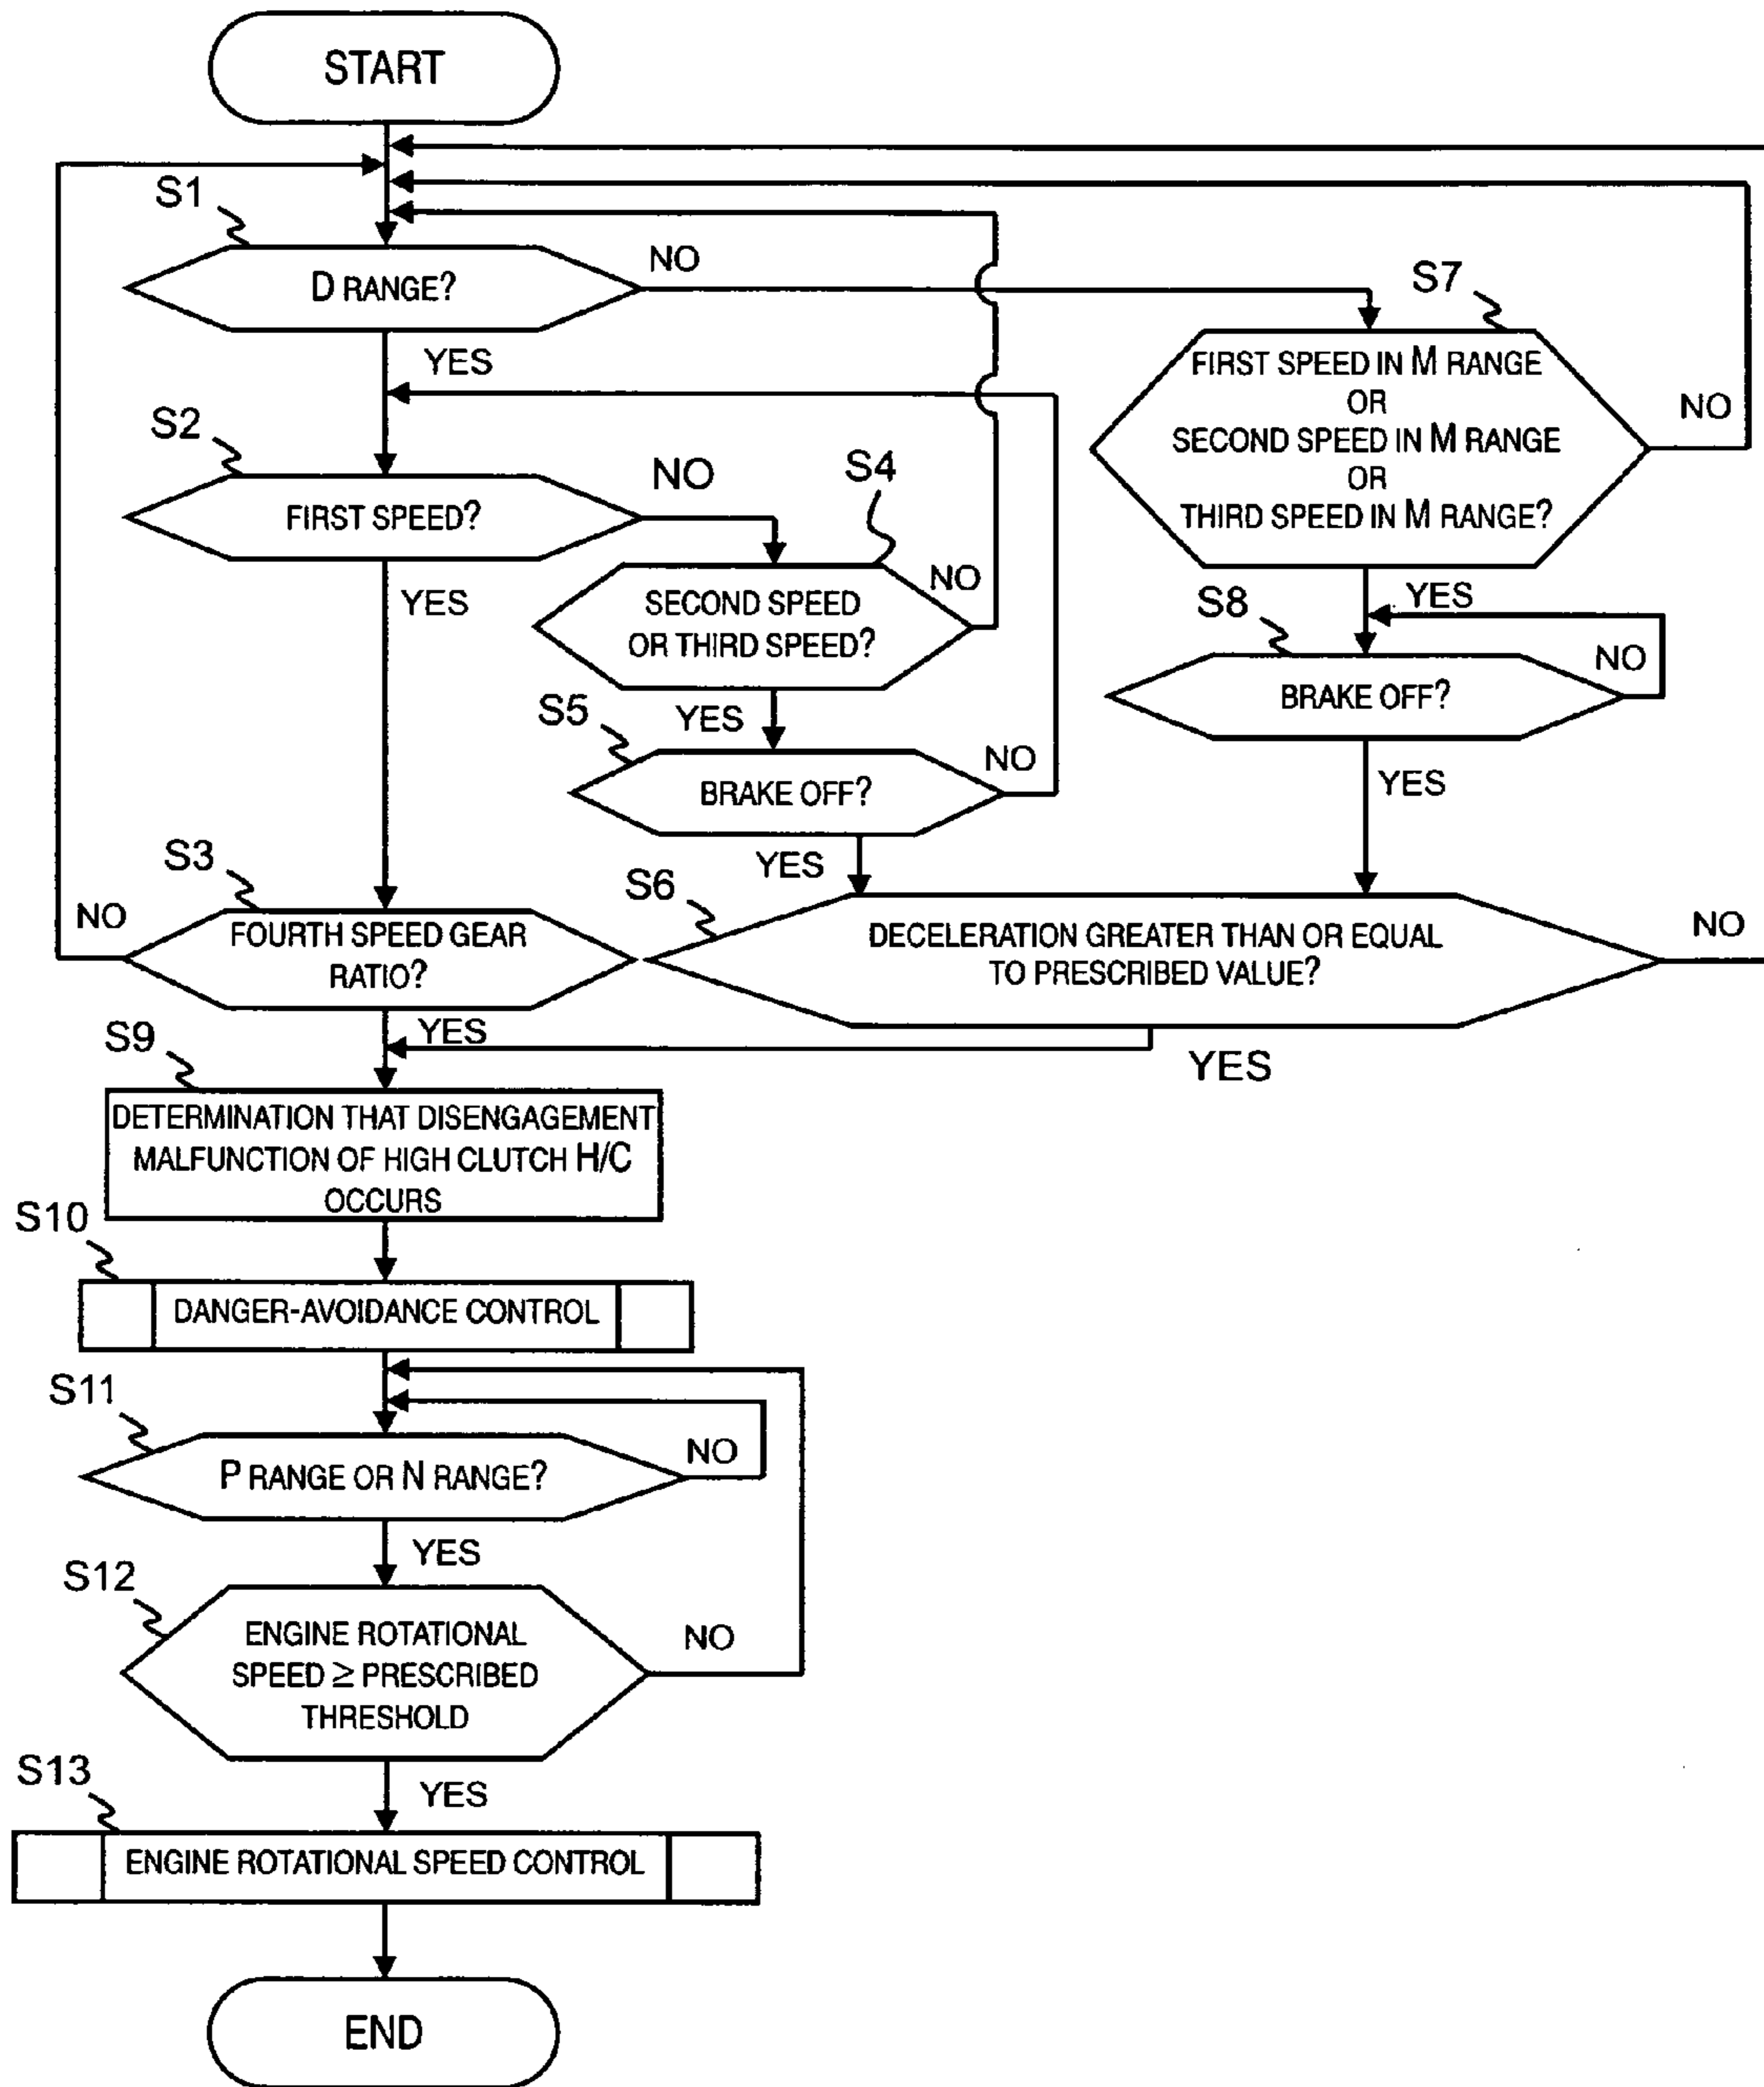 START
S1
D RANGE?
NO
YES
S7
FIRST SPEED IN M RANGE
OR
SECOND SPEED IN M RANGE
OR
THIRD SPEED IN M RANGE?
NO
YES
S2
FIRST SPEED?
NO
YES
S4
SECOND SPEED
OR THIRD SPEED?
NO
YES
S8
BRAKE OFF?
NO
YES
S5
BRAKE OFF?
NO
YES
S3
FOURTH SPEED GEAR
RATIO?
NO
YES
S6
DECELERATION GREATER THAN OR EQUAL
TO PRESCRIBED VALUE?
NO
YES
S9
DETERMINATION THAT DISENGAGEMENT
MALFUNCTION OF HIGH CLUTCH H/C
OCCURS
S10
DANGER-AVOIDANCE CONTROL
S11
P RANGE OR N RANGE?
NO
YES
S12
ENGINE ROTATIONAL
SPEED ≥ PRESCRIBED
THRESHOLD
NO
YES
S13
ENGINE ROTATIONAL SPEED CONTROL
END